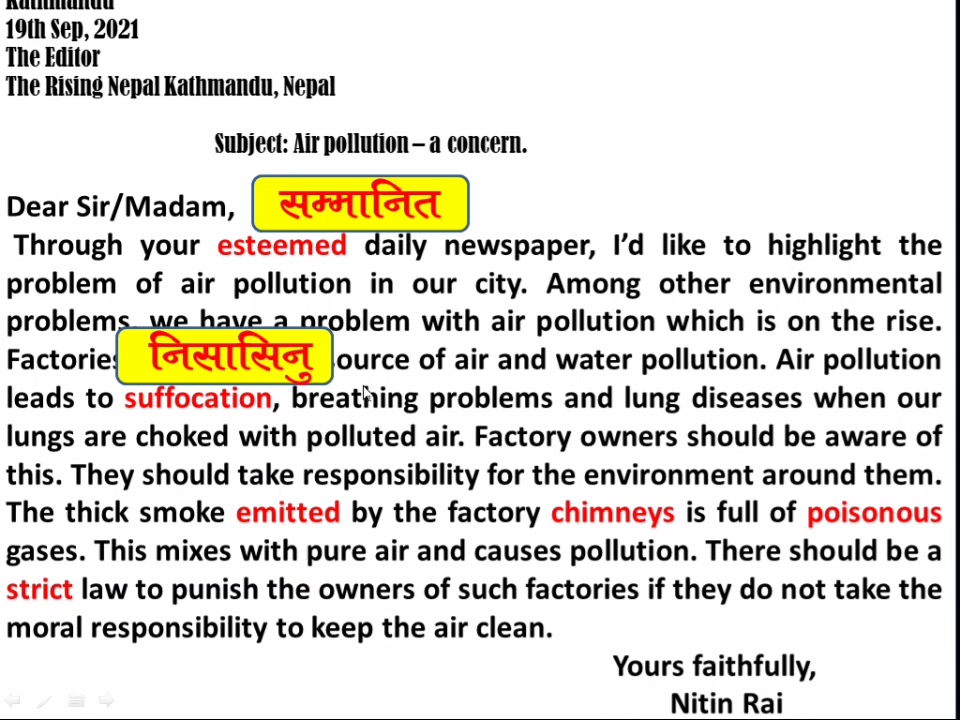 Kathmandu
19th Sep, 2021
The Editor
The Rising Nepal Kathmandu, Nepal
Subject: Air pollution – a concern.
Dear Sir/Madam, सम्मानित
Through your esteemed daily newspaper, I'd like to highlight the
problem of air pollution in our city. Among other environmental
problems, we have a problem with air pollution which is on the rise.
Factories निसासिनु source of air and water pollution. Air pollution
leads to suffocation, breathing problems and lung diseases when our
lungs are choked with polluted air. Factory owners should be aware of
this. They should take responsibility for the environment around them.
The thick smoke emitted by the factory chimneys is full of poisonous
gases. This mixes with pure air and causes pollution. There should be a
strict law to punish the owners of such factories if they do not take the
moral responsibility to keep the air clean.
Yours faithfully,
Nitin Rai